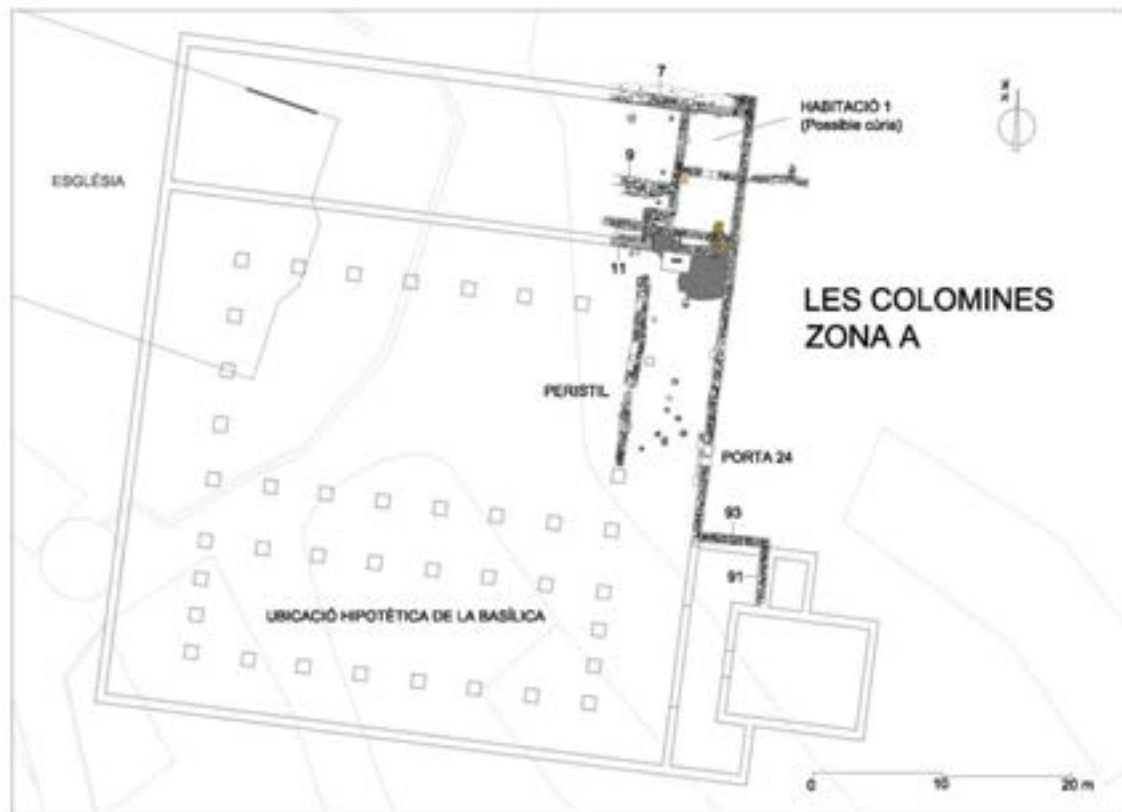 7
HABITACIÓ 1
(Possible cúria)
9
ESGLÉSIA
11
LES COLOMINES
ZONA A
PERISTIL
PORTA 24
93
91
UBICACIÓ HIPOTÈTICA DE LA BASÍLICA
0 10 20 m